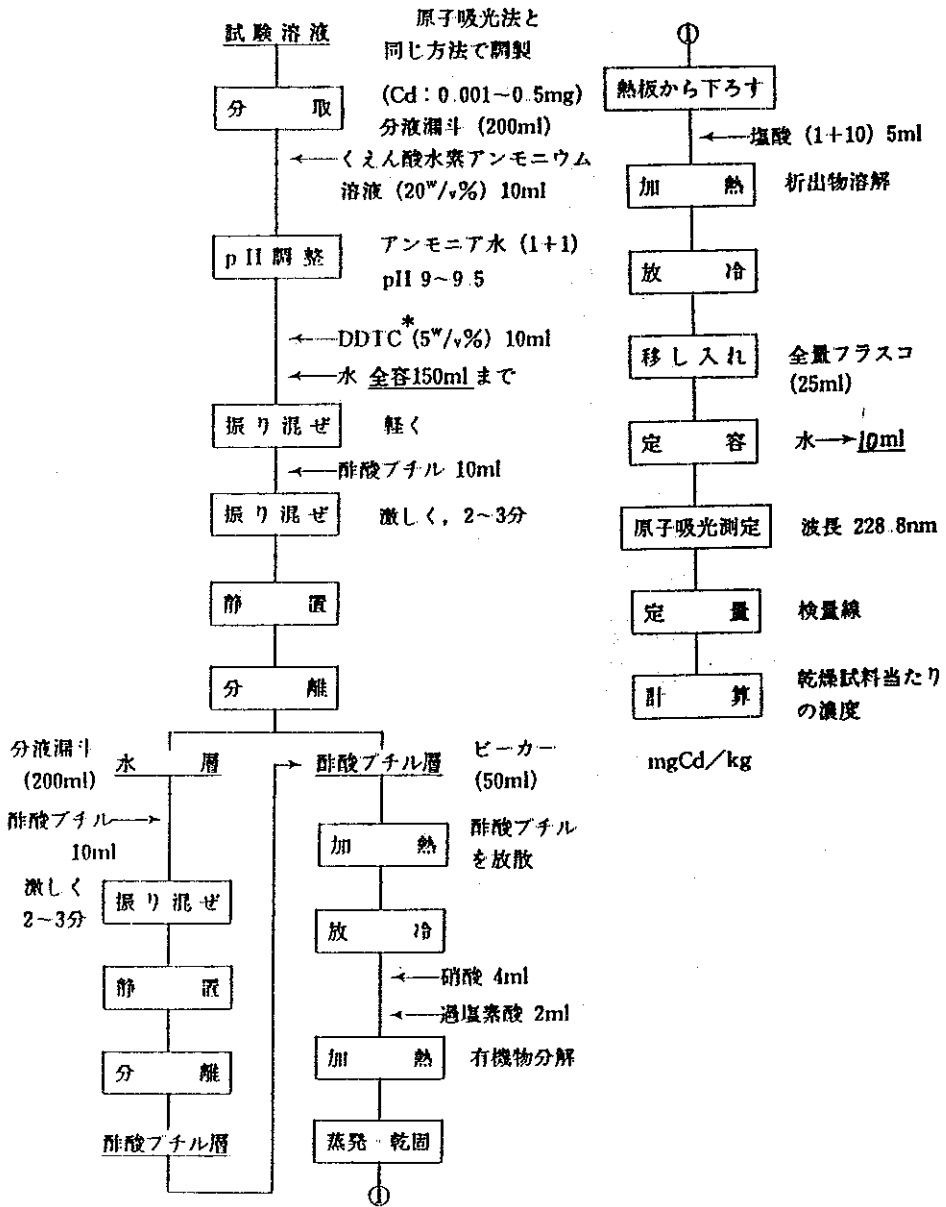 試験溶液
原子吸光法と
同じ方法で調製
分取
(Cd：0.001～0.5mg)
分液漏斗 (200ml)
くえん酸水素アンモニウム
溶液 (20w/v%) 10ml
pH調整
アンモニア水 (1+1)
pH 9～9.5
DDTC* (5w/v%) 10ml
水 全容150mlまで
振り混ぜ
軽く
酢酸ブチル 10ml
振り混ぜ
激しく，2～3分
静置
分離
分液漏斗
(200ml)
水層
酢酸ブチル
10ml
激しく
2～3分
振り混ぜ
静置
分離
酢酸ブチル層
酢酸ブチル層
ビーカー
(50ml)
加熱
酢酸ブチル
を放散
放冷
硝酸 4ml
過塩素酸 2ml
加熱
有機物分解
蒸発・乾固
①
①
熱板から下ろす
塩酸 (1+10) 5ml
加熱
析出物溶解
放冷
移し入れ
全量フラスコ
(25ml)
定容
水→10ml
原子吸光測定
波長 228.8nm
定量
検量線
計算
乾燥試料当たり
の濃度
mgCd／kg